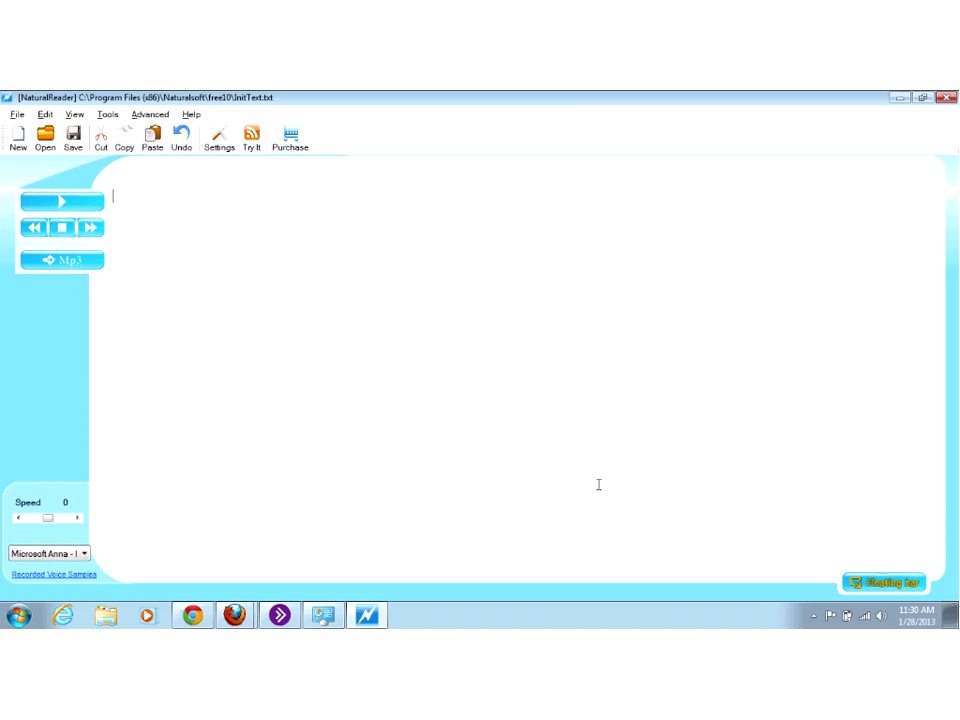 [NaturalReader] C:\Program Files (x86)\Naturalsoft\free10\InitText.txt
File Edit View Tools Advanced Help
New Open Save Cut Copy Paste Undo Settings Try It Purchase
Mp3
Speed 0
Microsoft Anna -
Recorded Voice Samples
Floating bar
11:30 AM
1/28/2013